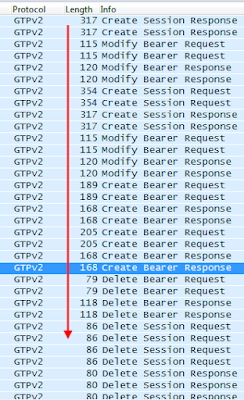 Protocol Length Info
GTPv2 317 Create Session Response
GTPv2 317 Create Session Response
GTPv2 115 Modify Bearer Request
GTPv2 115 Modify Bearer Request
GTPv2 120 Modify Bearer Response
GTPv2 120 Modify Bearer Response
GTPv2 354 Create Session Request
GTPv2 354 Create Session Request
GTPv2 317 Create Session Response
GTPv2 317 Create Session Response
GTPv2 115 Modify Bearer Request
GTPv2 115 Modify Bearer Request
GTPv2 120 Modify Bearer Response
GTPv2 120 Modify Bearer Response
GTPv2 189 Create Bearer Request
GTPv2 189 Create Bearer Request
GTPv2 168 Create Bearer Response
GTPv2 168 Create Bearer Response
GTPv2 205 Create Bearer Request
GTPv2 205 Create Bearer Request
GTPv2 168 Create Bearer Response
GTPv2 168 Create Bearer Response
GTPv2 79 Delete Bearer Request
GTPv2 79 Delete Bearer Request
GTPv2 118 Delete Bearer Response
GTPv2 118 Delete Bearer Response
GTPv2 86 Delete Session Request
GTPv2 86 Delete Session Request
GTPv2 86 Delete Session Request
GTPv2 86 Delete Session Request
GTPv2 80 Delete Session Response
GTPv2 80 Delete Session Response